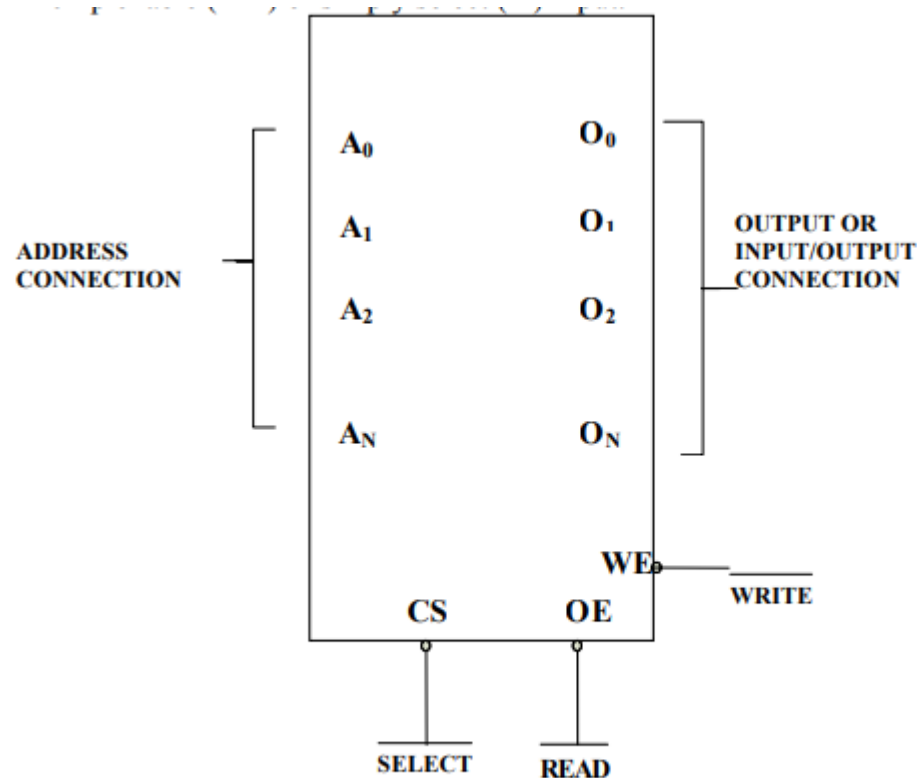 A0
O0
A1
O1
ADDRESS
CONNECTION
OUTPUT OR
INPUT/OUTPUT
CONNECTION
A2
O2
AN
ON
WE
WRITE
CS
OE
SELECT
READ